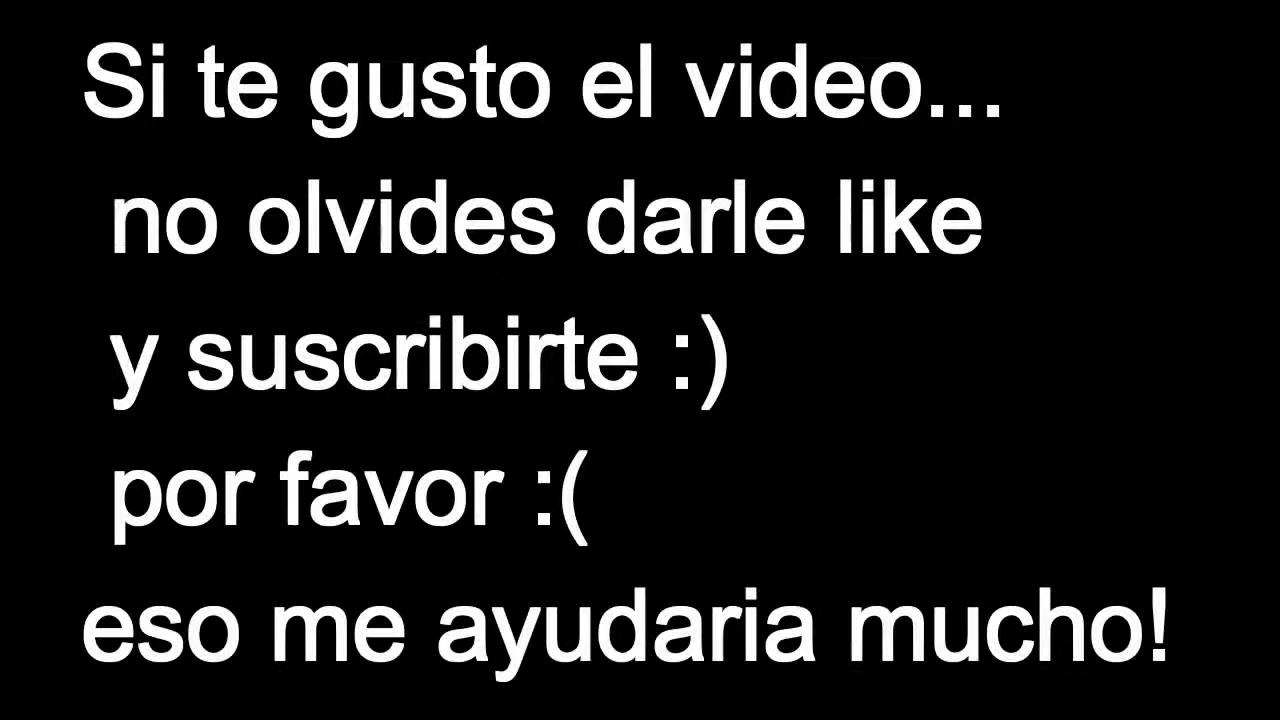 Si te gusto el video...
no olvides darle like
y suscribirte :)
por favor :(
eso me ayudaria mucho!